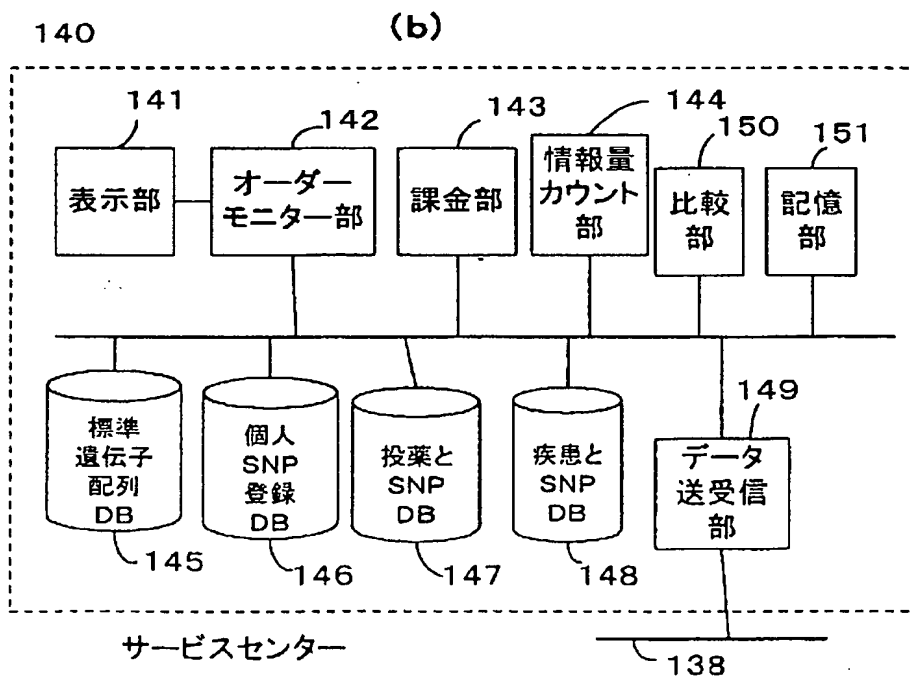 140
(b)
141
142
143
144
150
151
表示部
オーダー
モニター部
課金部
情報量
カウント
部
比較
部
記憶
部
標準
遺伝子
配列
DB
個人
SNP
登録
DB
投薬と
SNP
DB
疾患と
SNP
DB
149
データ
送受信
部
145
146
147
148
サービスセンター
138